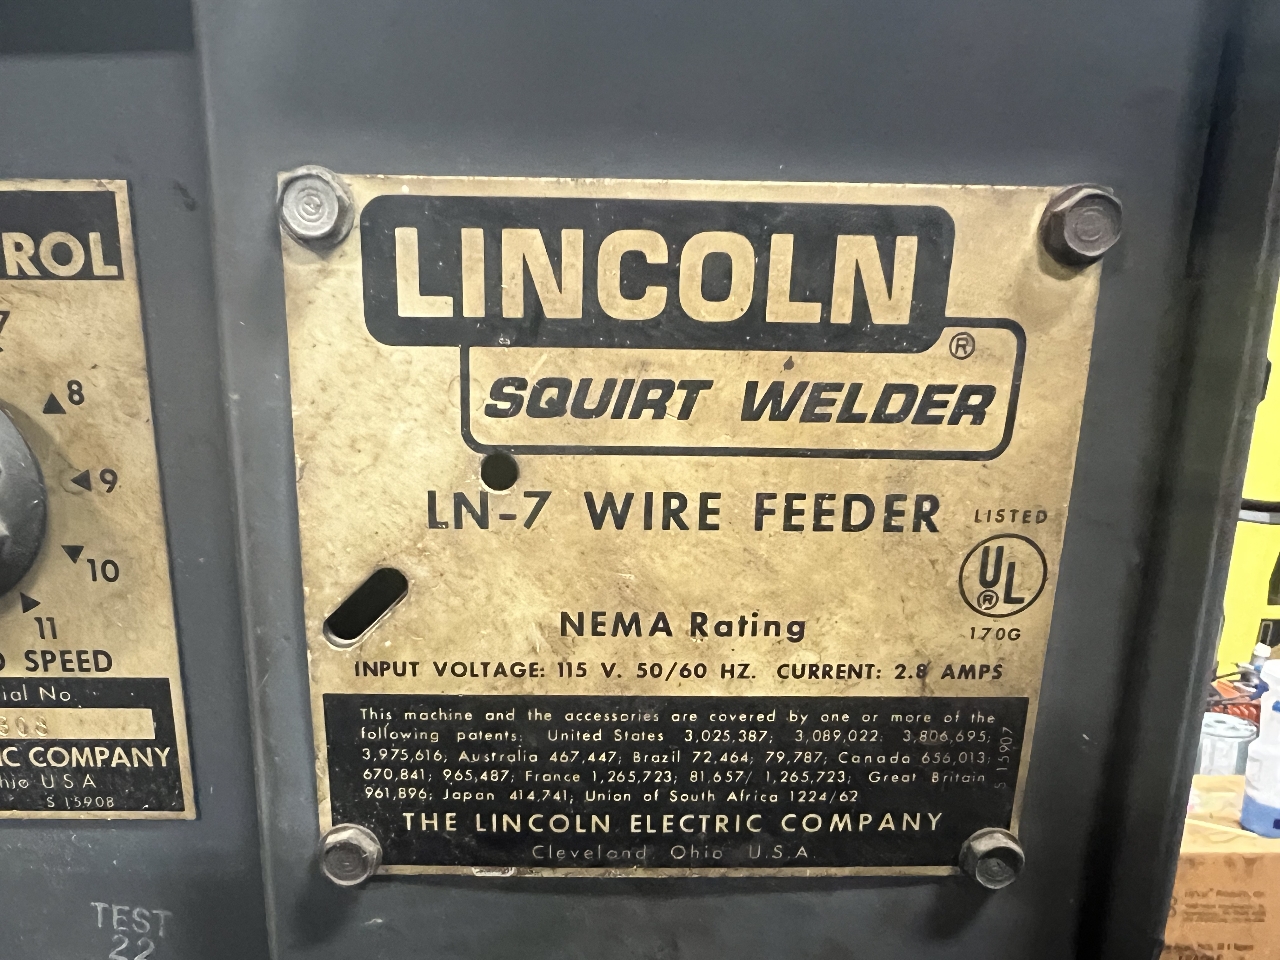 ROL
7
8
9
10
11
SPEED
ial No.
808
IC COMPANY
hio USA
S 15908
TEST
22
LINCOLN
®
SQUIRT WELDER
LN-7 WIRE FEEDER
LISTED
UL
®
170G
NEMA Rating
INPUT VOLTAGE: 115 V. 50/60 HZ. CURRENT: 2.8 AMPS
This machine and the accessories are covered by one or more of the
following patents: United States 3,025,387; 3,089,022; 3,806,695;
3,975,616; Australia 467,447; Brazil 72,464; 79,787; Canada 656,013;
670,841; 965,487; France 1,265,723; 81,657/ 1,265,723; Great Britain
961,896; Japan 414,741; Union of South Africa 1224/62
S 15907
THE LINCOLN ELECTRIC COMPANY
Cleveland Ohio U.S.A.